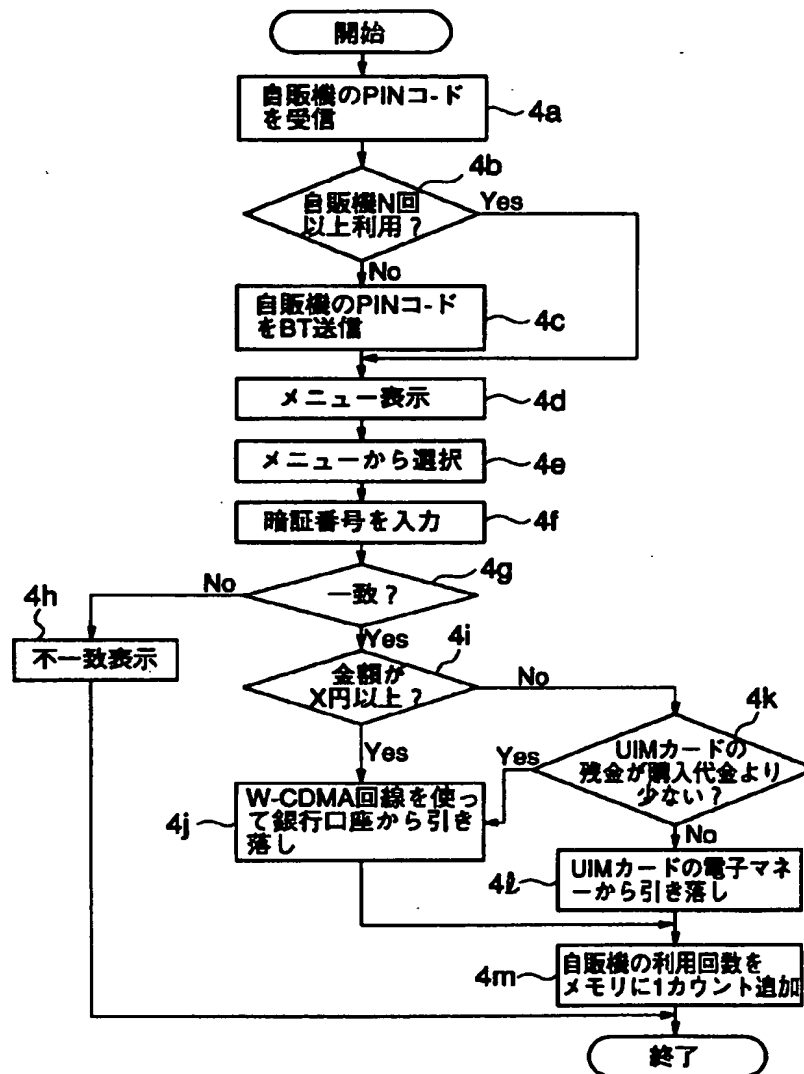 開始
自販機のPINコ-ド
を受信
4a
4b
自販機N回
以上利用?
Yes
No
自販機のPINコ-ド
をBT送信
4c
メニュー表示
4d
メニューから選択
4e
暗証番号を入力
4f
4g
一致?
No
Yes
4h
不一致表示
4i
金額が
X円以上?
No
Yes
4k
UIMカードの
残金が購入代金より
少ない?
Yes
No
4j
W-CDMA回線を使っ
て銀行口座から引き
落し
4ℓ
UIMカードの電子マネ
ーから引き落し
4m
自販機の利用回数を
メモリに1カウント追加
終了